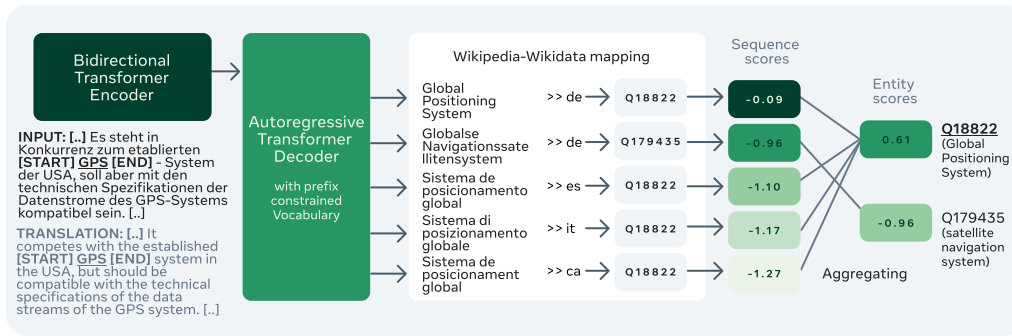 Bidirectional
Transformer
Encoder
INPUT: [..] Es steht in
Konkurrenz zum etablierten
[START] GPS [END] - System
der USA, soll aber mit den
technischen Spezifikationen der
Datenstrome des GPS-Systems
kompatibel sein. [..]
TRANSLATION: [..] It
competes with the established
[START] GPS [END] system in
the USA, but should be
compatible with the technical
specifications of the data
streams of the GPS system. [..]
Autoregressive
Transformer
Decoder
with prefix
constrained
Vocabulary
Wikipedia-Wikidata mapping
Global
Positioning
System
>> de
Q18822
Globalse
Navigationssate
llitensystem
>> de
Q179435
Sistema de
posicionamento
global
>> es
Q18822
Sistema di
posizionamento
globale
>> it
Q18822
Sistema de
posicionament
global
>> ca
Q18822
Sequence
scores
-0.09
-0.96
-1.10
-1.17
-1.27
Entity
scores
0.61
-0.96
Q18822
(Global
Positioning
System)
Q179435
(satellite
navigation
system)
Aggregating